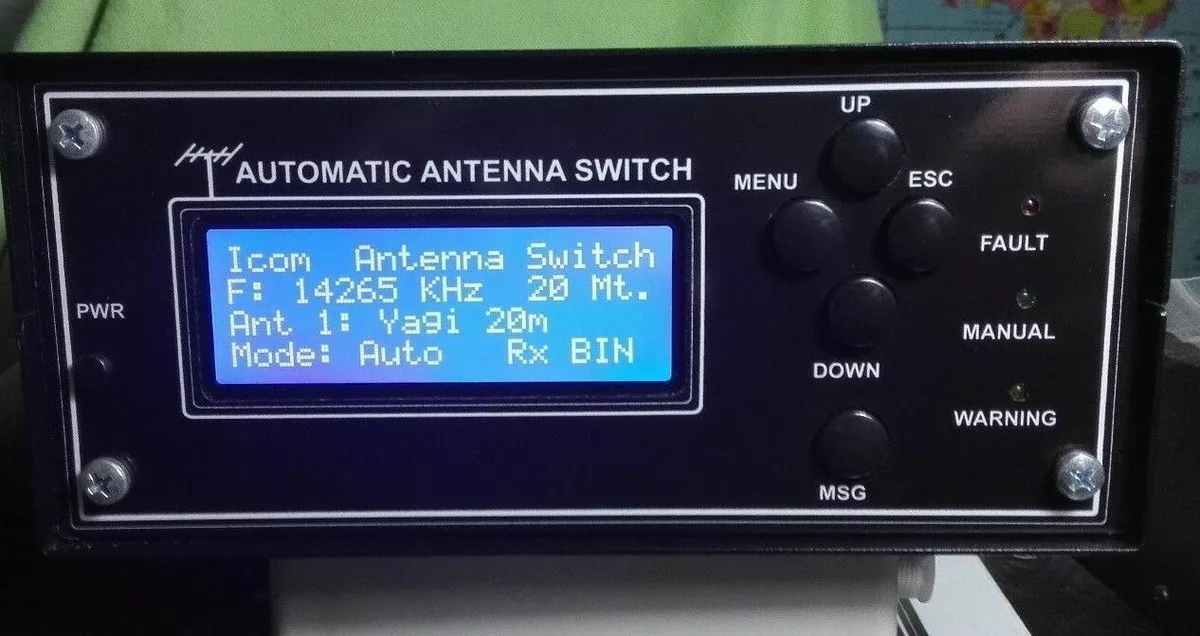 AUTOMATIC ANTENNA SWITCH
Icom Antenna Switch
F: 14265 KHz 20 Mt.
Ant 1: Yagi 20m
Mode: Auto Rx BIN
PWR
UP
MENU
ESC
DOWN
MSG
FAULT
MANUAL
WARNING